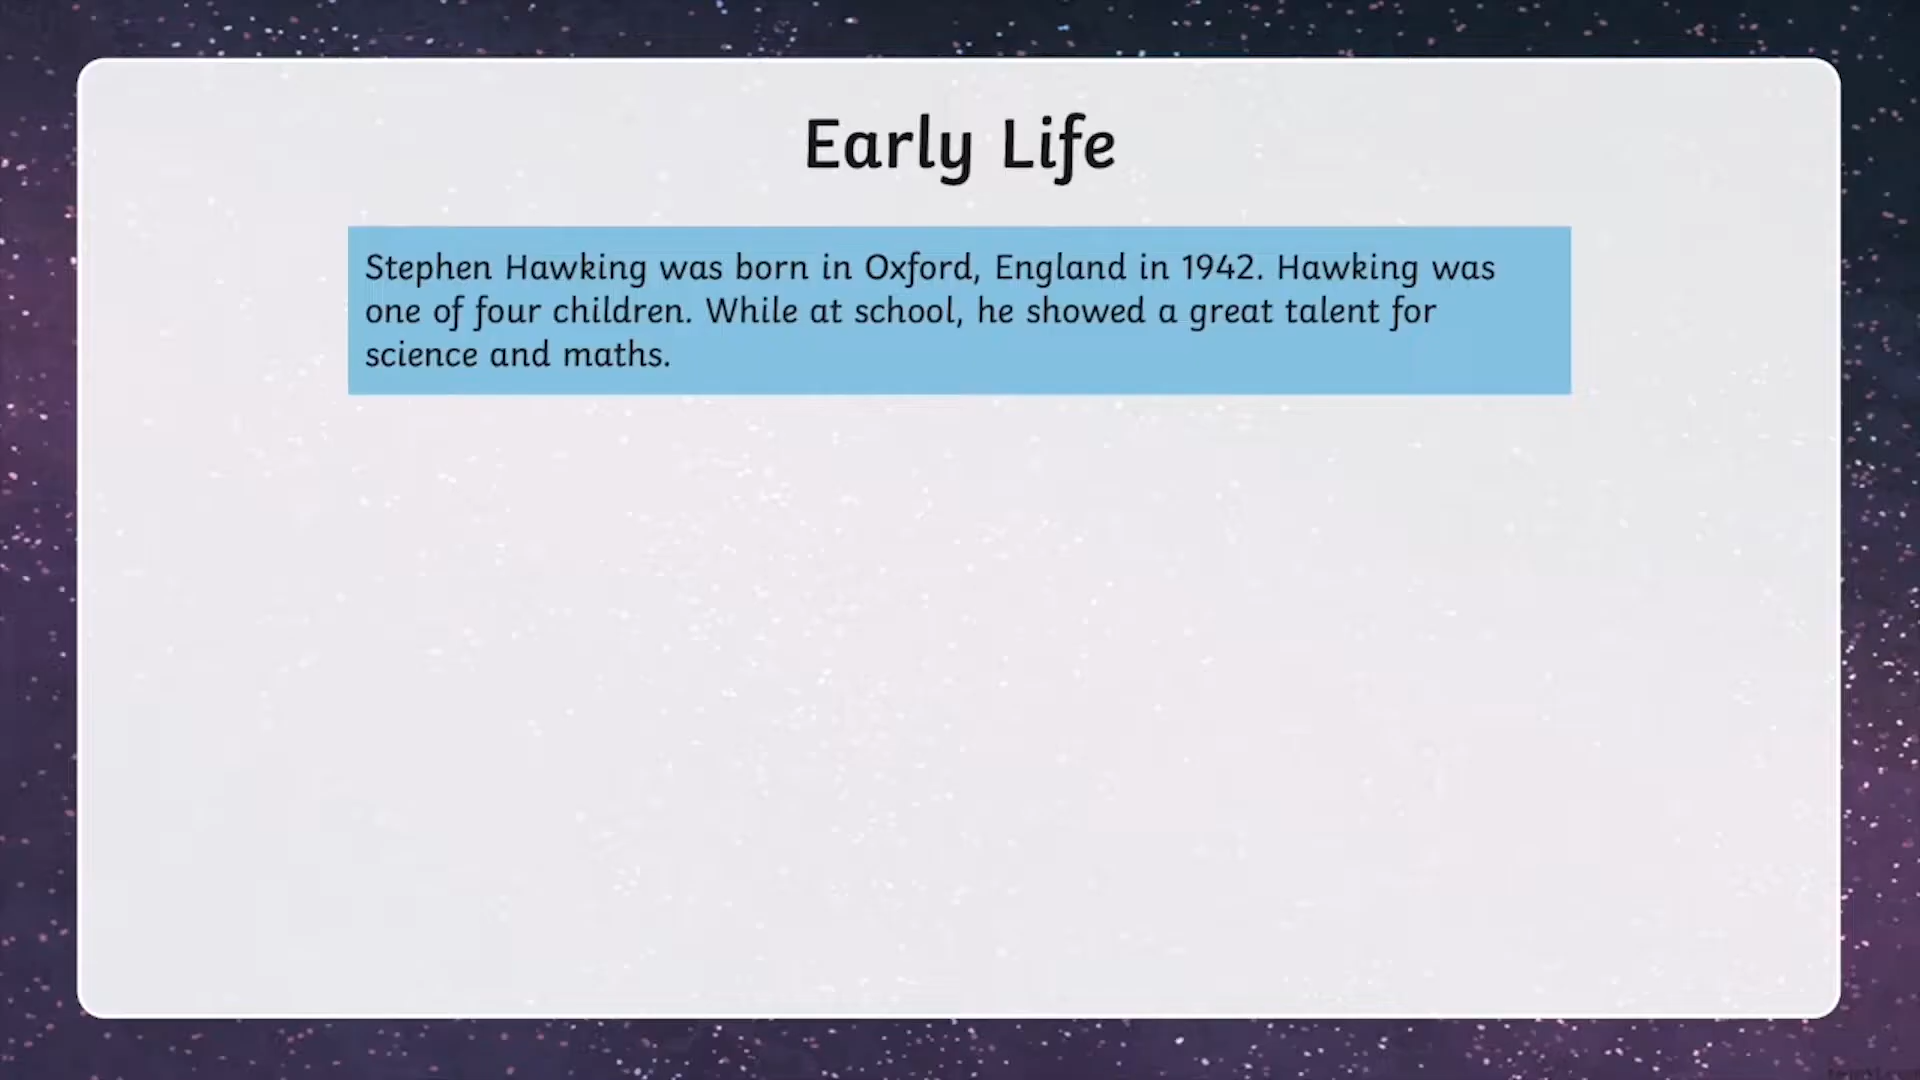 Early Life
Stephen Hawking was born in Oxford, England in 1942. Hawking was
one of four children. While at school, he showed a great talent for
science and maths.